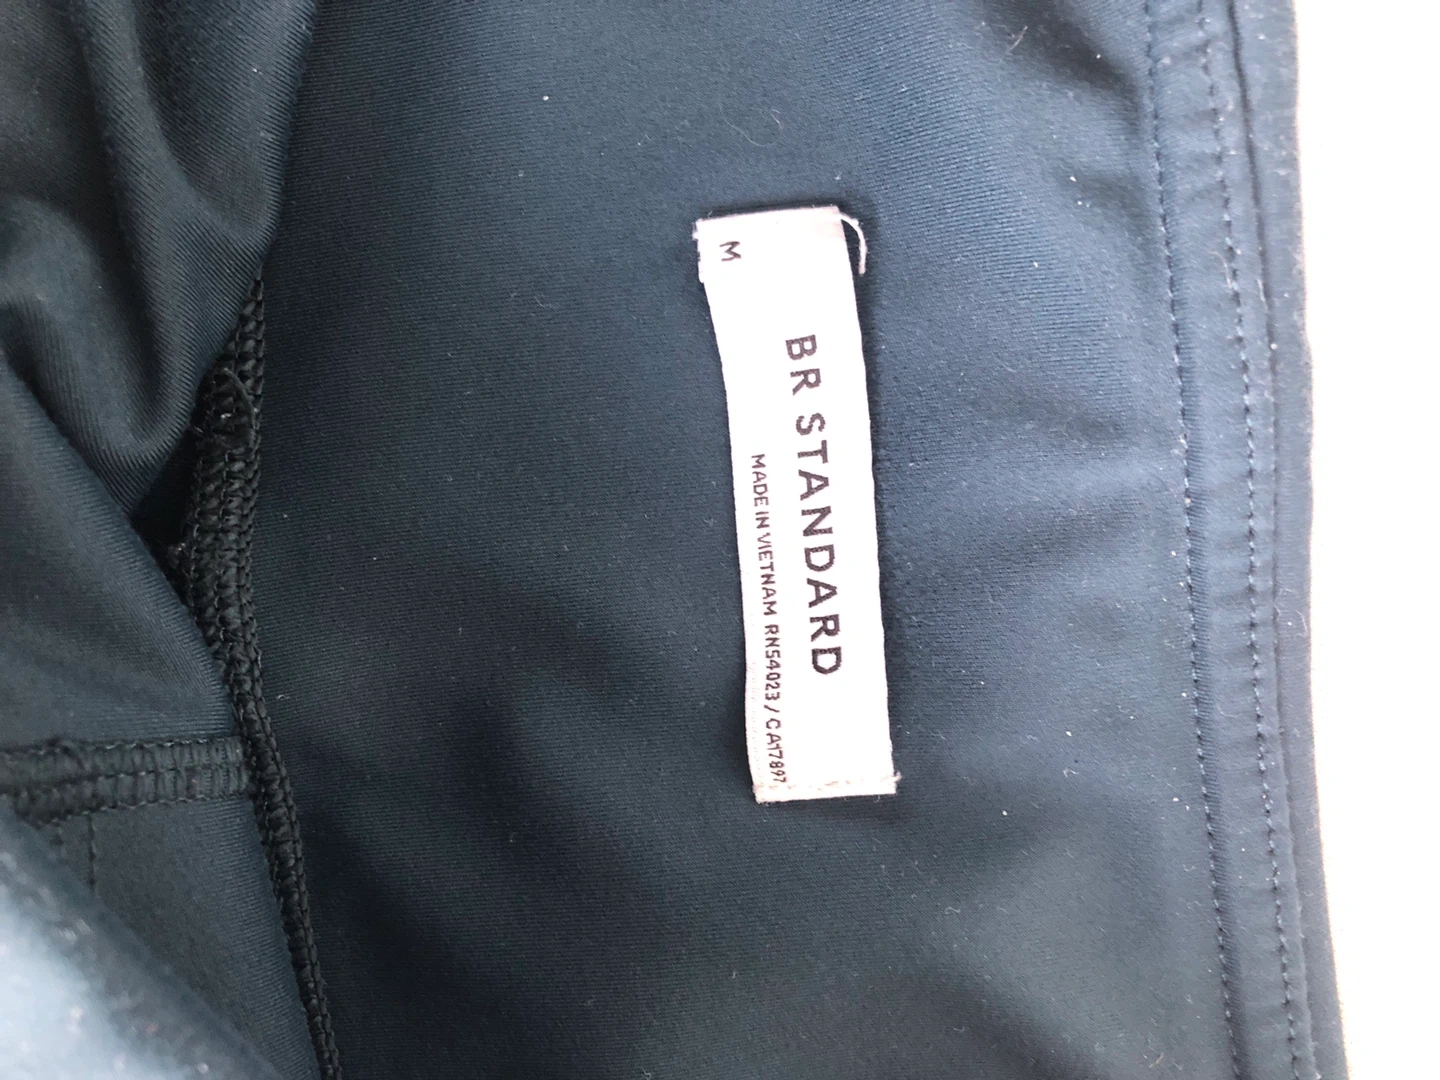 M
BR STANDARD
MADE IN VIETNAM RN54023 / CA17897